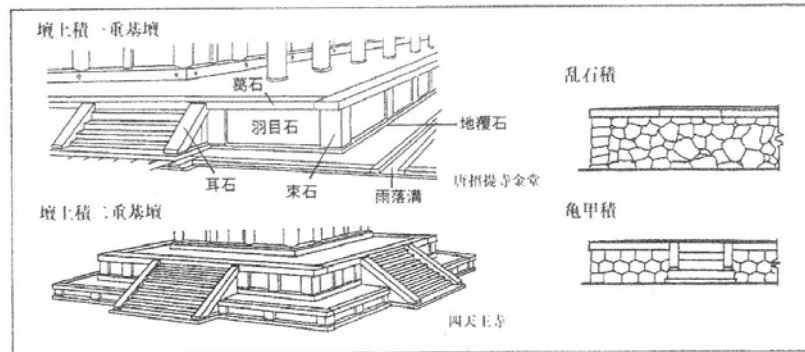 壇上積一重基壇
葛石
羽目石
地覆石
耳石
束石
雨落溝
唐招提寺金堂
壇上積二重基壇
四天王寺
乱石積
亀甲積